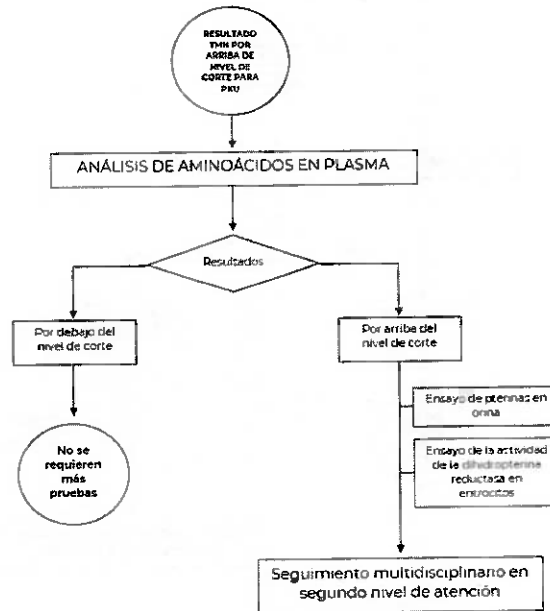 RESULTADO
TMN POR
ARRIBA DE
NIVEL DE
CORTE PARA
PKU
ANÁLISIS DE AMINOÁCIDOS EN PLASMA
Resultados
Por debajo del
nivel de corte
Por arriba del
nivel de corte
No se
requieren
más
pruebas
Ensayo de pterinas en
orina
Ensayo de la actividad
de la dihidropterina
reductasa en
eritrocitos
Seguimiento multidisciplinario en
segundo nivel de atención